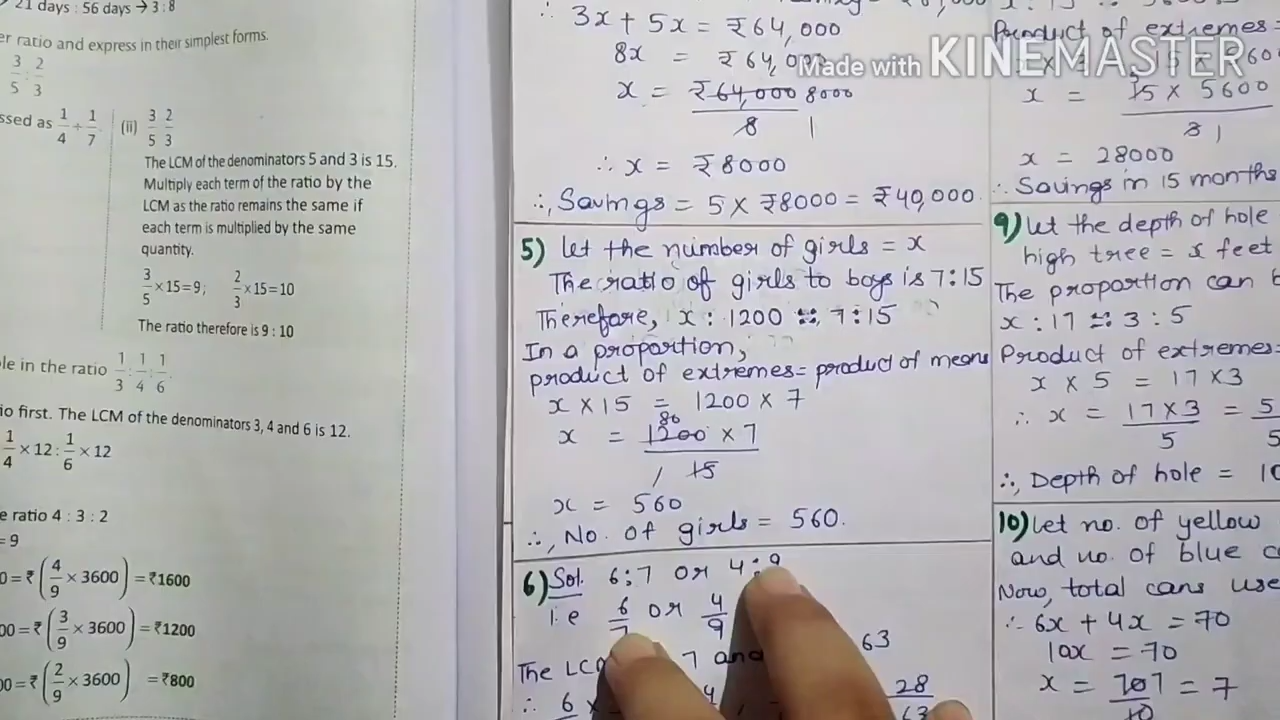 21 days : 56 days → 3 : 8
ratio and express in their simplest forms.
3/5 : 2/3
as 1/4 ÷ 1/7. (ii) 3/5 : 2/3
The LCM of the denominators 5 and 3 is 15.
Multiply each term of the ratio by the
LCM as the ratio remains the same if
each term is multiplied by the same
quantity.
3/5 ×15=9; 2/3 ×15=10
The ratio therefore is 9 : 10
in the ratio 1/3 : 1/4 : 1/6.
first. The LCM of the denominators 3, 4 and 6 is 12.
1/4 × 12 : 1/6 × 12
ratio 4 : 3 : 2
= 9
= ₹ (4/9 × 3600) = ₹1600
= ₹ (3/9 × 3600) = ₹1200
= ₹ (2/9 × 3600) = ₹800
∴ 3x + 5x = ₹64,000
8x = ₹64,000
x = ₹64,000 8000
8 1
∴ x = ₹8000
∴, Savings = 5 × ₹8000 = ₹40,000
5) let the number of girls = x
The ratio of girls to boys is 7:15
Therefore, x : 1200 :: 7:15
In a proportion,
product of extremes = product of means
x × 15 = 1200 × 7
80
x = 1200 × 7
1 15
x = 560
∴, No. of girls = 560.
6) Sol. 6:7 or 4:9
i.e 6/7 or 4/9
The 7 and 63
∴ 6 × 4 28
63
Product of extremes =
5600
x = 15 × 5600
3 1
x = 28000
∴ Savings in 15 months
9) let the depth of hole
high tree = x feet
The proportion can
x : 17 :: 3 : 5
Product of extremes =
x × 5 = 17 × 3
∴ x = 17 × 3 =
5
∴, Depth of hole =
10) let no. of yellow
and no. of blue
Now, total cans
∴ 6x + 4x = 70
10x = 70
x = 70 7 = 7
10
Made with KINEMASTER